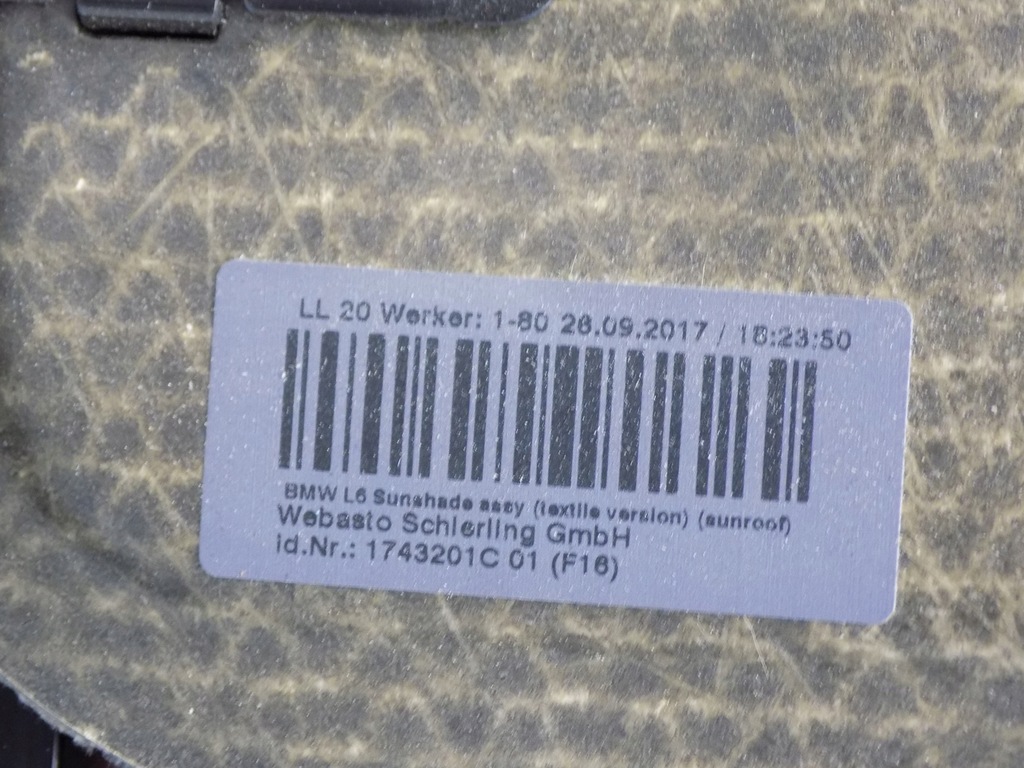 LL 20 Werker: 1-80 26.09.2017 / 18:23:50
BMW L6 Sunshade assy (textile version) (sunroof)
Webasto Schierling GmbH
id.Nr.: 1743201C 01 (F16)